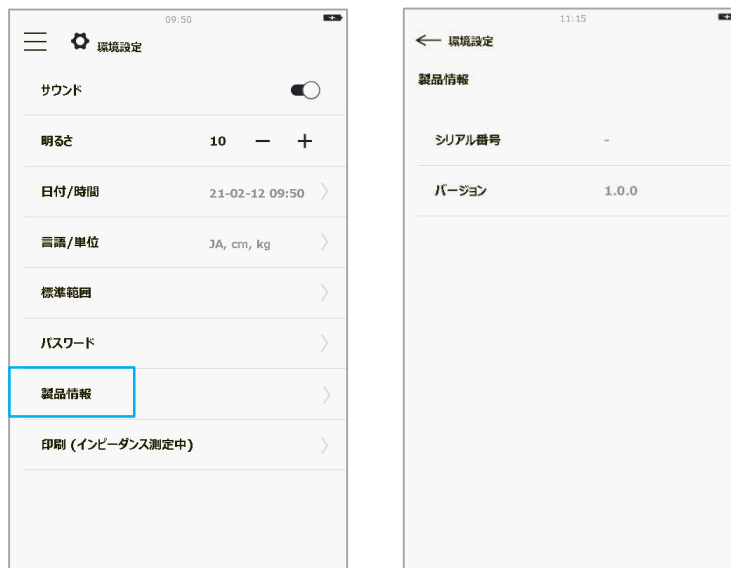 09:50
環境設定
サウンド
明るさ 10 － ＋
日付/時間 21-02-12 09:50
言語/単位 JA, cm, kg
標準範囲
パスワード
製品情報
印刷 (インピーダンス測定中)
11:15
環境設定
製品情報
シリアル番号 -
バージョン 1.0.0